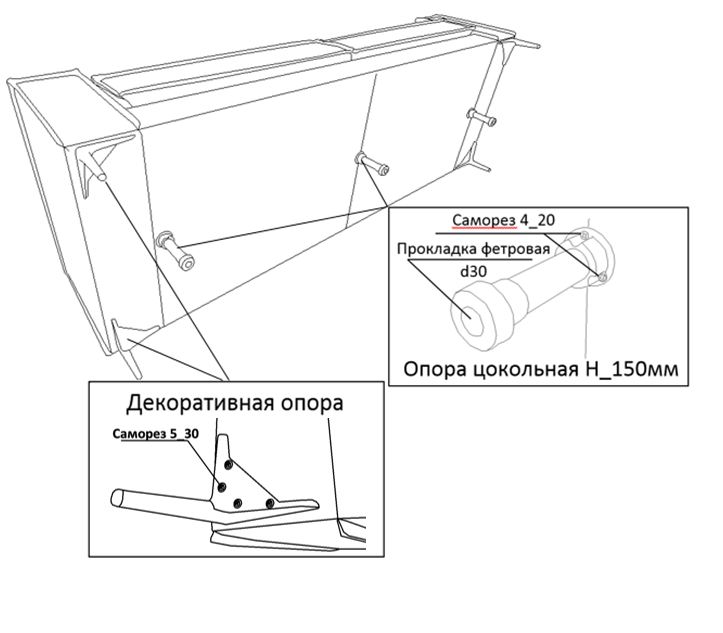 Саморез 4_20
Прокладка фетровая
d30
Опора цокольная Н_150мм
Декоративная опора
Саморез 5_30